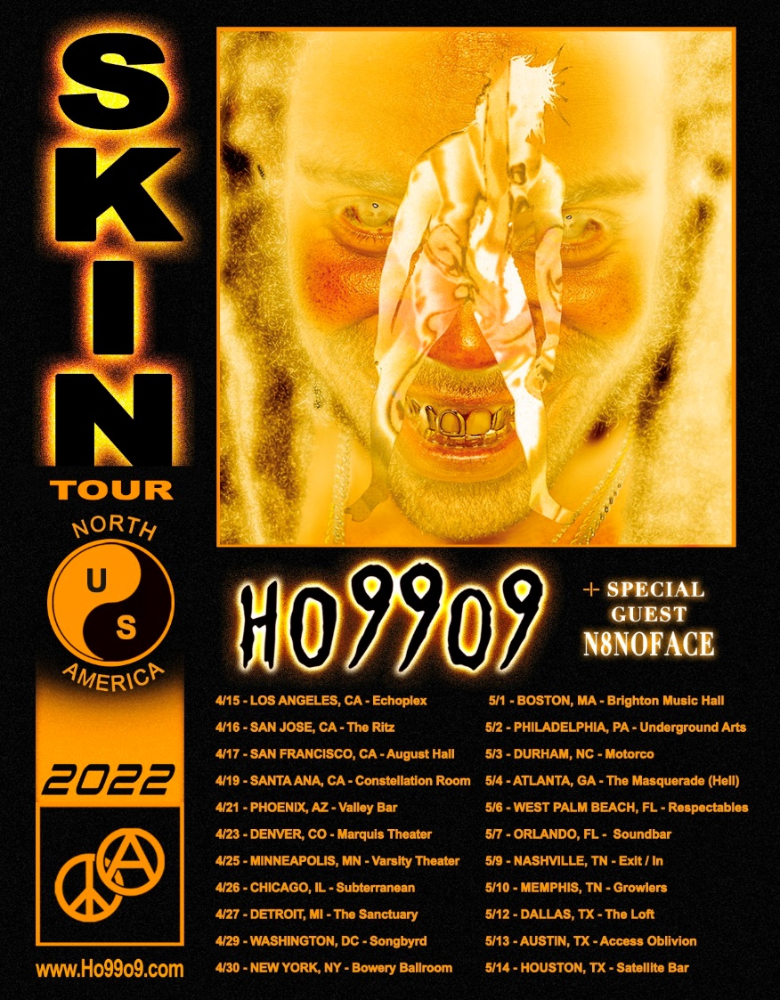 SKIN
TOUR
NORTH
U
S
AMERICA
2022
www.Ho99o9.com
HO99O9
+ SPECIAL
GUEST
N8NOFACE
4/15 - LOS ANGELES, CA - Echoplex
4/16 - SAN JOSE, CA - The Ritz
4/17 - SAN FRANCISCO, CA - August Hall
4/19 - SANTA ANA, CA - Constellation Room
4/21 - PHOENIX, AZ - Valley Bar
4/23 - DENVER, CO - Marquis Theater
4/25 - MINNEAPOLIS, MN - Varsity Theater
4/26 - CHICAGO, IL - Subterranean
4/27 - DETROIT, MI - The Sanctuary
4/29 - WASHINGTON, DC - Songbyrd
4/30 - NEW YORK, NY - Bowery Ballroom
5/1 - BOSTON, MA - Brighton Music Hall
5/2 - PHILADELPHIA, PA - Underground Arts
5/3 - DURHAM, NC - Motorco
5/4 - ATLANTA, GA - The Masquerade (Hell)
5/6 - WEST PALM BEACH, FL - Respectables
5/7 - ORLANDO, FL - Soundbar
5/9 - NASHVILLE, TN - Exit / In
5/10 - MEMPHIS, TN - Growlers
5/12 - DALLAS, TX - The Loft
5/13 - AUSTIN, TX - Access Oblivion
5/14 - HOUSTON, TX - Satellite Bar